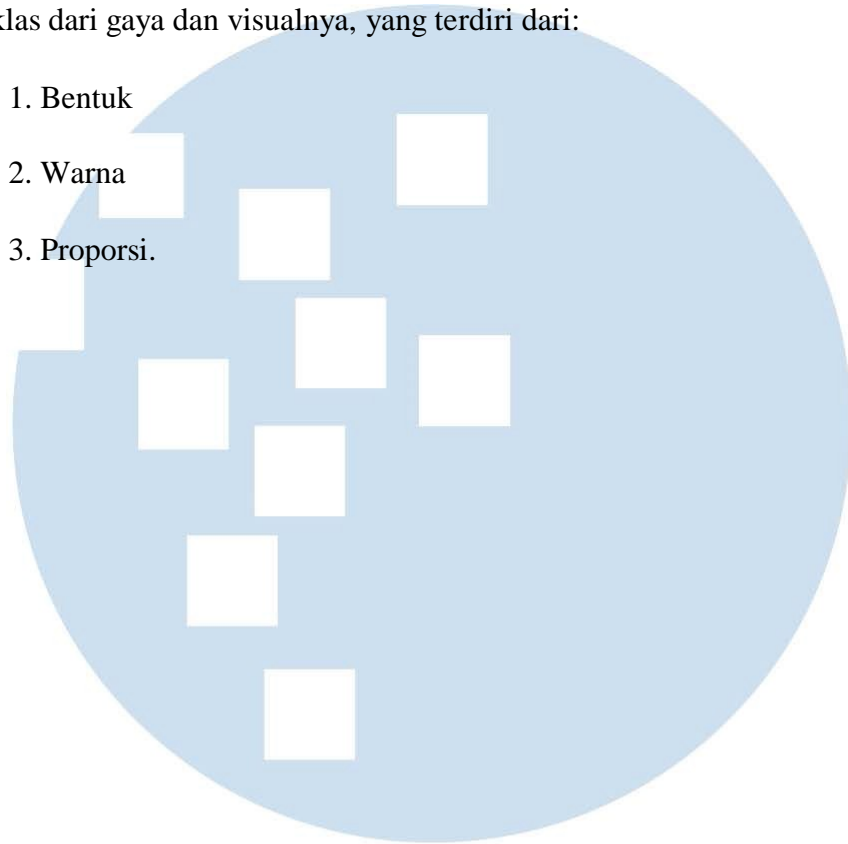 klas dari gaya dan visualnya, yang terdiri dari:
1. Bentuk
2. Warna
3. Proporsi.